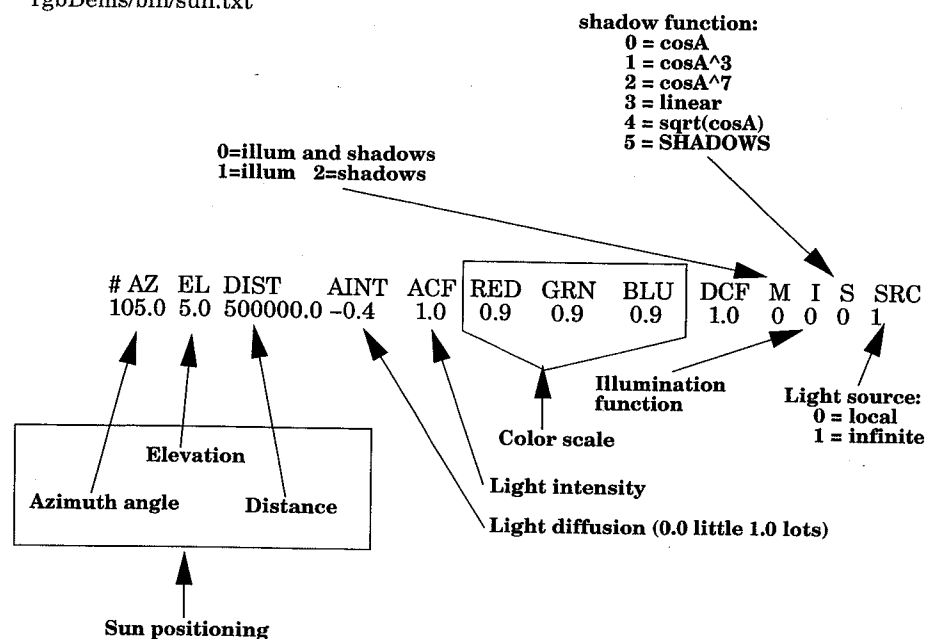 rgbDems/bin/sun.txt
shadow function:
0 = cosA
1 = cosA^3
2 = cosA^7
3 = linear
4 = sqrt(cosA)
5 = SHADOWS
0=illum and shadows
1=illum 2=shadows
# AZ EL DIST AINT ACF RED GRN BLU DCF M I S SRC
105.0 5.0 500000.0 -0.4 1.0 0.9 0.9 0.9 1.0 0 0 0 1
Illumination
function
Light source:
0 = local
1 = infinite
Color scale
Elevation
Azimuth angle
Distance
Light intensity
Light diffusion (0.0 little 1.0 lots)
Sun positioning